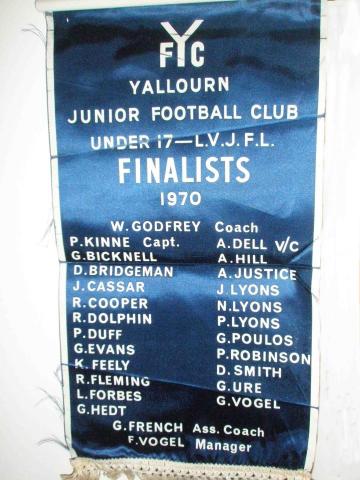 FYC
YALLOURN
JUNIOR FOOTBALL CLUB
UNDER 17—L.V.J.F.L.
FINALISTS
1970
W. GODFREY Coach
P. KINNE Capt. A. DELL V/C
G. BICKNELL A. HILL
D. BRIDGEMAN A. JUSTICE
J. CASSAR J. LYONS
R. COOPER N. LYONS
R. DOLPHIN P. LYONS
P. DUFF G. POULOS
G. EVANS P. ROBINSON
K. FEELY D. SMITH
R. FLEMING G. URE
L. FORBES G. VOGEL
G. HEDT
G. FRENCH Ass. Coach
F. VOGEL Manager